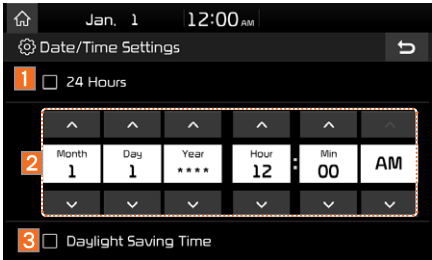 Jan. 1 12:00 AM
Date/Time Settings
1 24 Hours
Month Day Year Hour Min
2 1 1 **** 12 : 00 AM
3 Daylight Saving Time